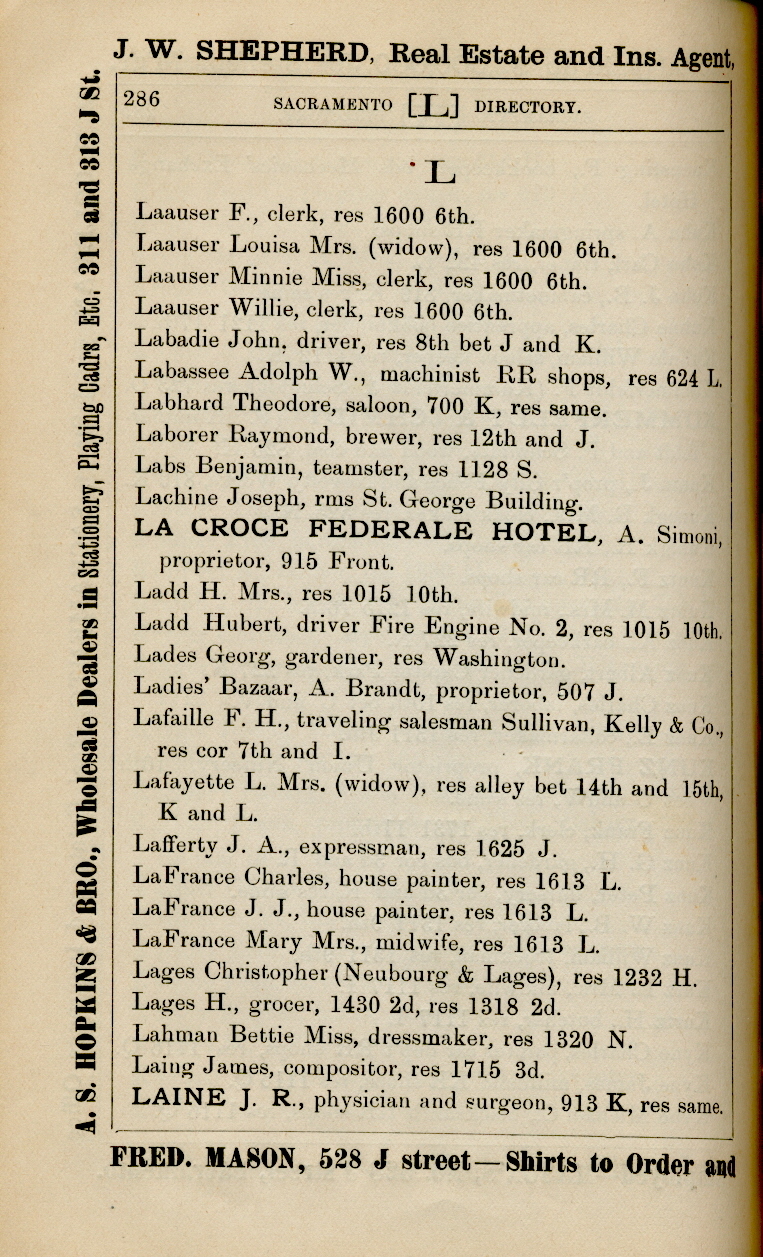 J. W. SHEPHERD, Real Estate and Ins. Agent,
286 SACRAMENTO [L] DIRECTORY.
L
Laauser F., clerk, res 1600 6th.
Laauser Louisa Mrs. (widow), res 1600 6th.
Laauser Minnie Miss, clerk, res 1600 6th.
Laauser Willie, clerk, res 1600 6th.
Labadie John, driver, res 8th bet J and K.
Labassee Adolph W., machinist RR shops, res 624 L.
Labhard Theodore, saloon, 700 K, res same.
Laborer Raymond, brewer, res 12th and J.
Labs Benjamin, teamster, res 1128 S.
Lachine Joseph, rms St. George Building.
LA CROCE FEDERALE HOTEL, A. Simoni,
proprietor, 915 Front.
Ladd H. Mrs., res 1015 10th.
Ladd Hubert, driver Fire Engine No. 2, res 1015 10th.
Lades Georg, gardener, res Washington.
Ladies' Bazaar, A. Brandt, proprietor, 507 J.
Lafaille F. H., traveling salesman Sullivan, Kelly & Co.,
res cor 7th and I.
Lafayette L. Mrs. (widow), res alley bet 14th and 15th,
K and L.
Lafferty J. A., expressman, res 1625 J.
LaFrance Charles, house painter, res 1613 L.
LaFrance J. J., house painter, res 1613 L.
LaFrance Mary Mrs., midwife, res 1613 L.
Lages Christopher (Neubourg & Lages), res 1232 H.
Lages H., grocer, 1430 2d, res 1318 2d.
Lahman Bettie Miss, dressmaker, res 1320 N.
Laing James, compositor, res 1715 3d.
LAINE J. R., physician and surgeon, 913 K, res same.
FRED. MASON, 528 J street—Shirts to Order and
A. S. HOPKINS & BRO., Wholesale Dealers in Stationery, Playing Cadrs, Etc. 311 and 313 J St.